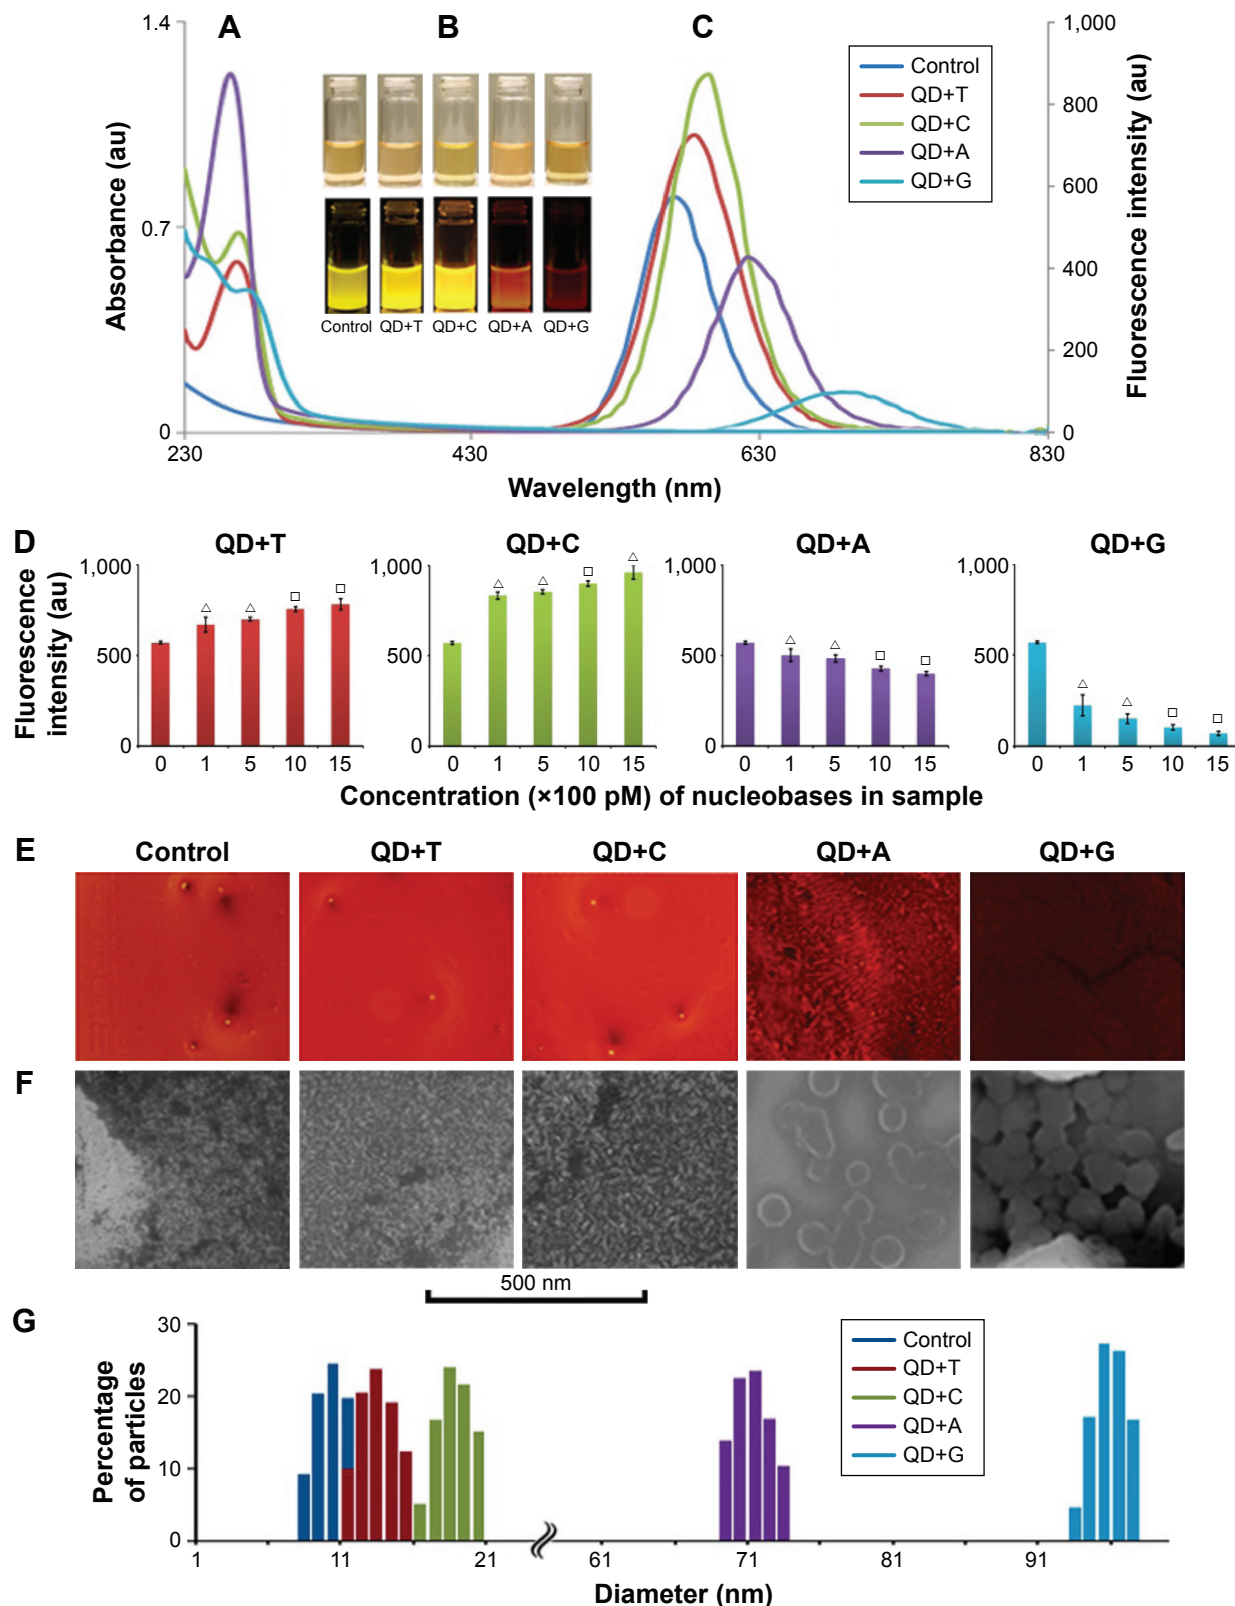 A
B
C
1.4
0.7
0
Absorbance (au)
1,000
800
600
400
200
0
Fluorescence intensity (au)
Control
QD+T
QD+C
QD+A
QD+G
Control
QD+T
QD+C
QD+A
QD+G
230
430
630
830
Wavelength (nm)
D
QD+T
QD+C
QD+A
QD+G
Fluorescence
intensity (au)
1,000
500
0
1,000
500
0
1,000
500
0
1,000
500
0
0 1 5 10 15
0 1 5 10 15
0 1 5 10 15
0 1 5 10 15
Concentration (×100 pM) of nucleobases in sample
E
Control
QD+T
QD+C
QD+A
QD+G
F
500 nm
G
30
20
10
0
Percentage
of particles
Control
QD+T
QD+C
QD+A
QD+G
1
11
21
61
71
81
91
Diameter (nm)